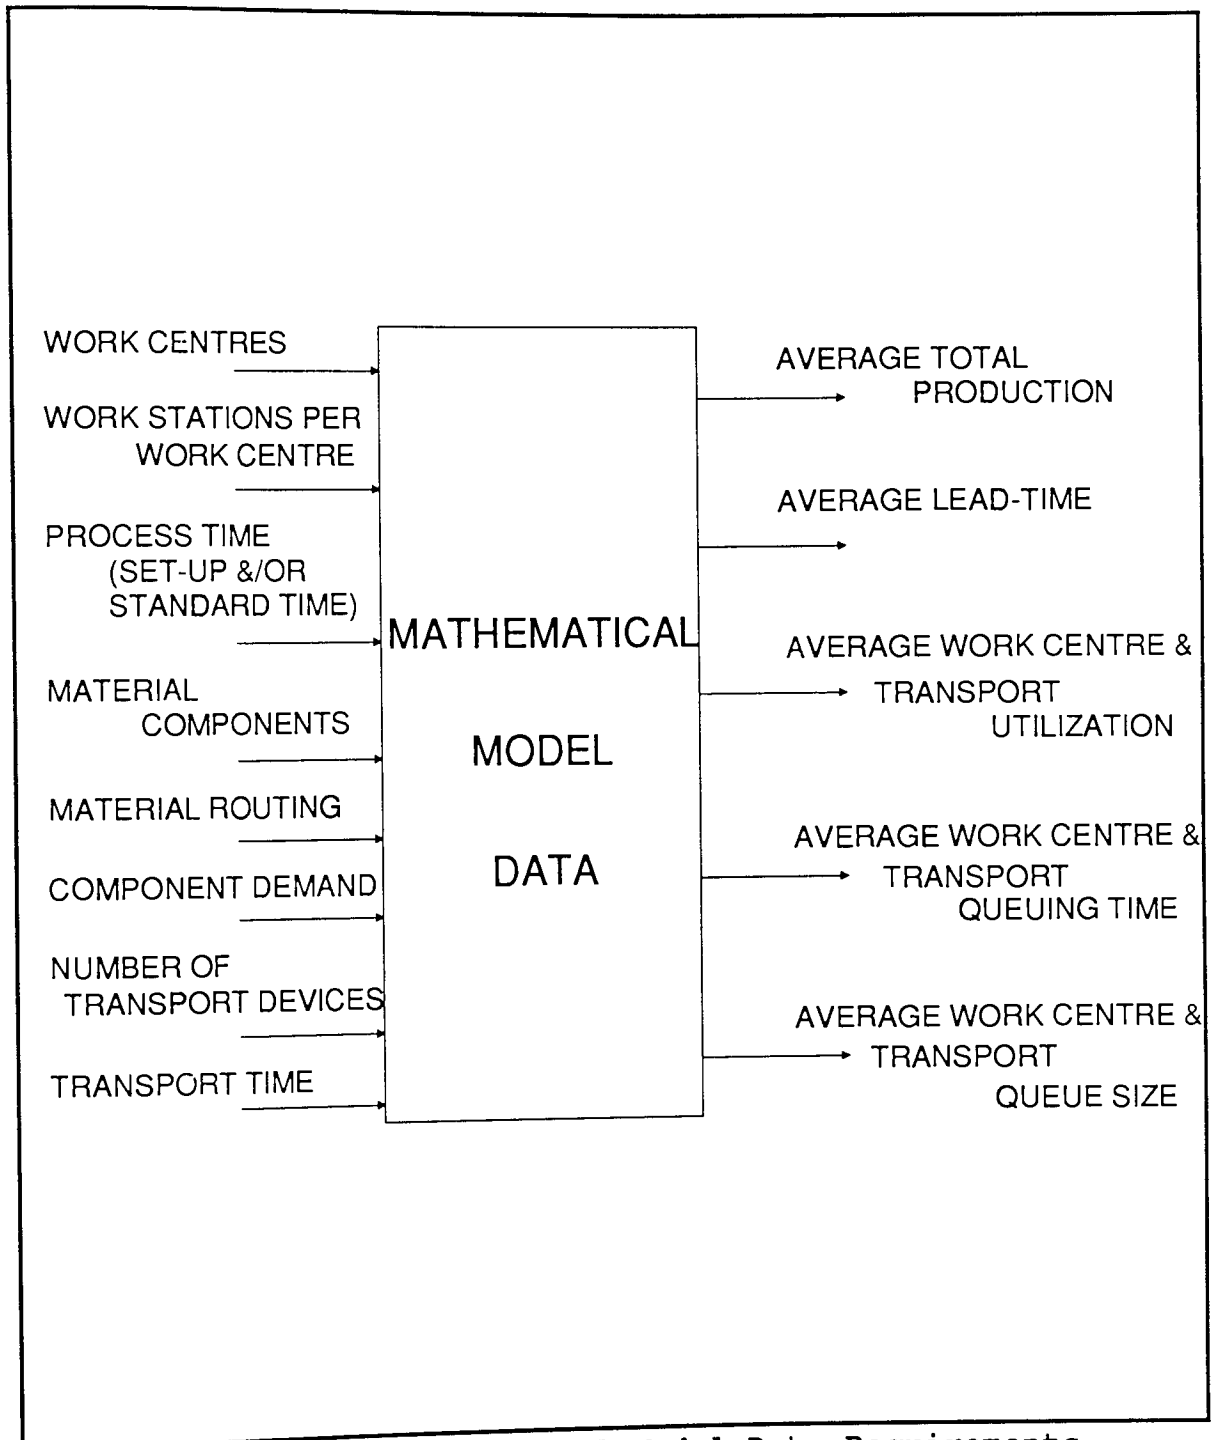 WORK CENTRES
WORK STATIONS PER
WORK CENTRE
PROCESS TIME
(SET-UP &/OR
STANDARD TIME)
MATERIAL
COMPONENTS
MATERIAL ROUTING
COMPONENT DEMAND
NUMBER OF
TRANSPORT DEVICES
TRANSPORT TIME
MATHEMATICAL
MODEL
DATA
AVERAGE TOTAL
PRODUCTION
AVERAGE LEAD-TIME
AVERAGE WORK CENTRE &
TRANSPORT
UTILIZATION
AVERAGE WORK CENTRE &
TRANSPORT
QUEUING TIME
AVERAGE WORK CENTRE &
TRANSPORT
QUEUE SIZE
Data Requirements